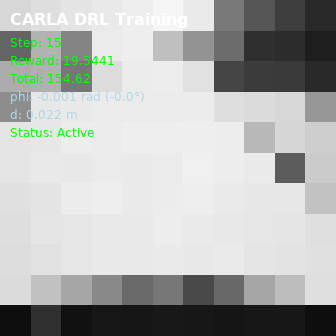 CARLA DRL Training
Step: 15
Reward: 19.5441
Total: 154.62
phi: -0.001 rad (-0.0°)
d: 0.022 m
Status: Active